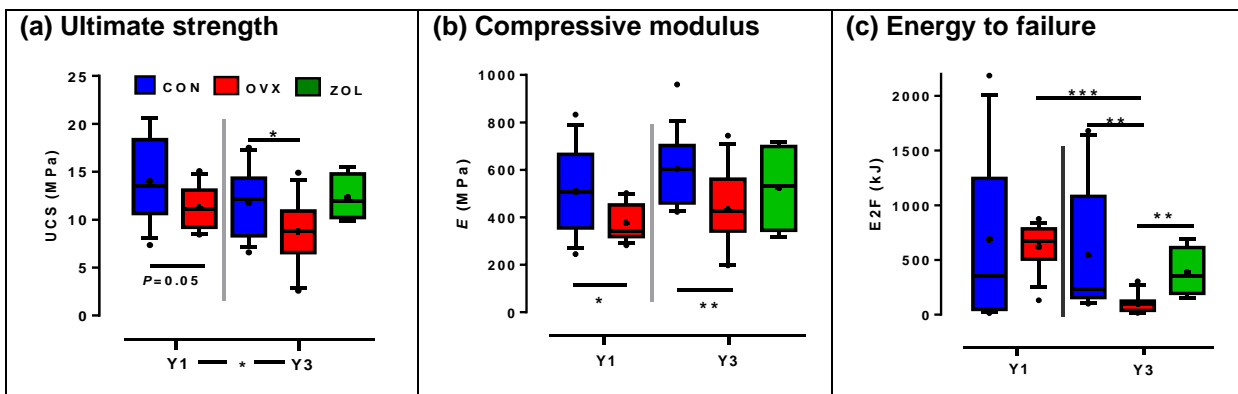 (a) Ultimate strength
25
20
15
10
5
0
UCS (MPa)
CON OVX ZOL
*
P=0.05
Y1 * Y3
(b) Compressive modulus
1000
800
600
400
200
0
E (MPa)
*
**
Y1 Y3
(c) Energy to failure
2000
1500
1000
500
0
E2F (kJ)
***
**
**
Y1 Y3